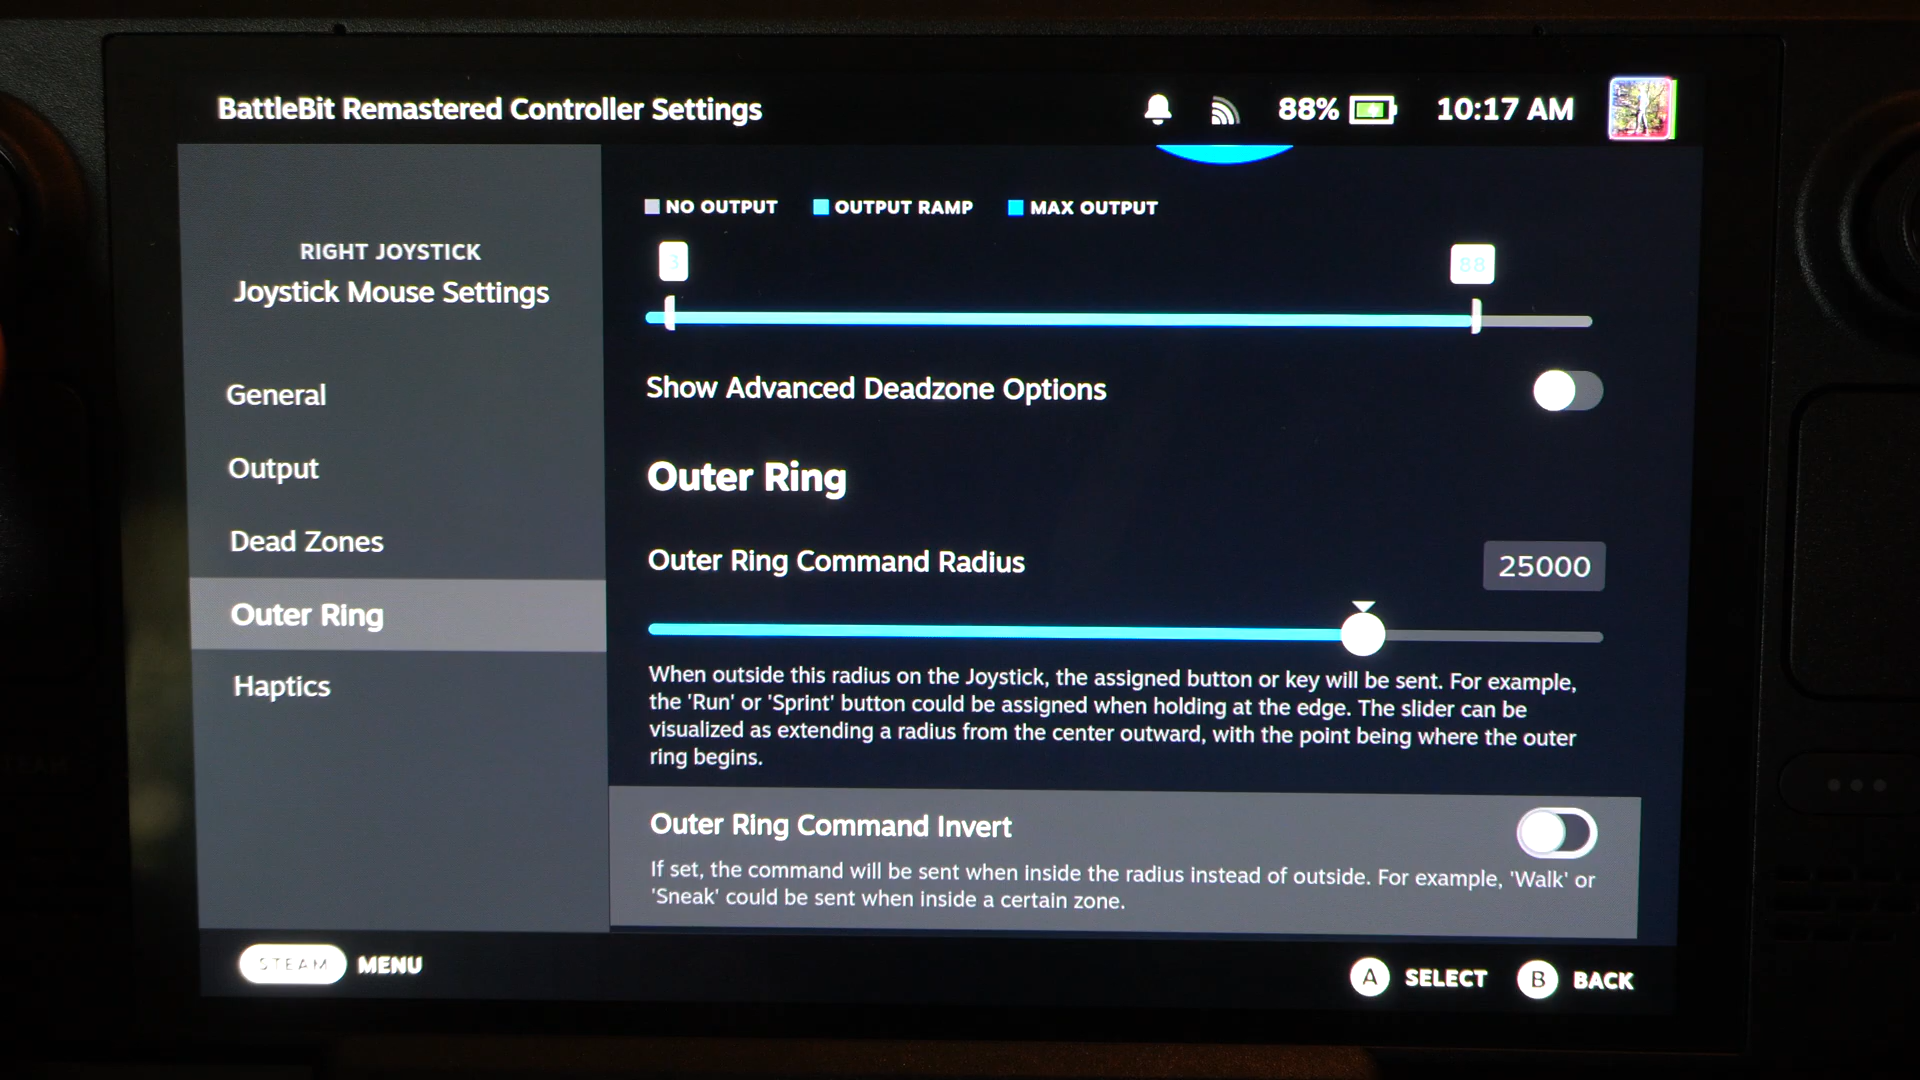 BattleBit Remastered Controller Settings
88%
10:17 AM
RIGHT JOYSTICK
Joystick Mouse Settings
General
Output
Dead Zones
Outer Ring
Haptics
NO OUTPUT
OUTPUT RAMP
MAX OUTPUT
3
88
Show Advanced Deadzone Options
Outer Ring
Outer Ring Command Radius
25000
When outside this radius on the Joystick, the assigned button or key will be sent. For example,
the 'Run' or 'Sprint' button could be assigned when holding at the edge. The slider can be
visualized as extending a radius from the center outward, with the point being where the outer
ring begins.
Outer Ring Command Invert
If set, the command will be sent when inside the radius instead of outside. For example, 'Walk' or
'Sneak' could be sent when inside a certain zone.
STEAM MENU
A SELECT
B BACK